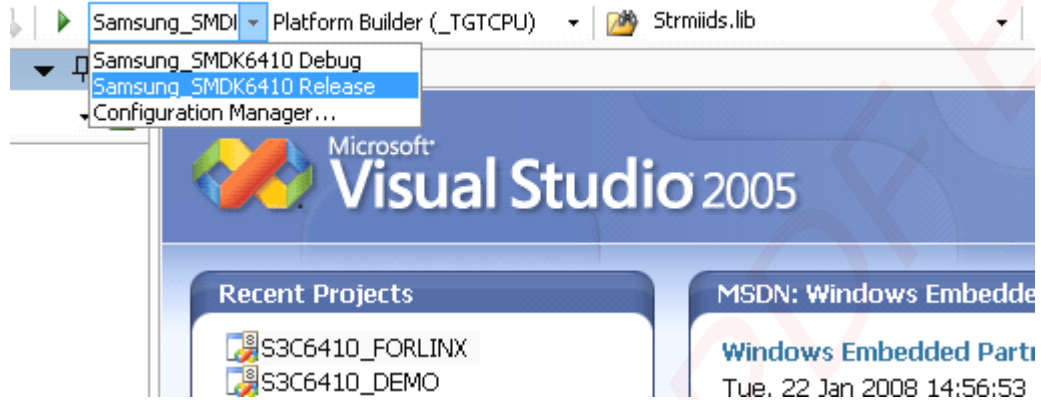 Samsung_SMDI Platform Builder (_TGTCPU) Strmiids.lib
Samsung_SMDK6410 Debug
Samsung_SMDK6410 Release
Configuration Manager...
Microsoft
Visual Studio 2005
Recent Projects
S3C6410_FORLINX
S3C6410_DEMO
MSDN: Windows Embedde
Windows Embedded Partr
Tue, 22 Jan 2008 14:56:53